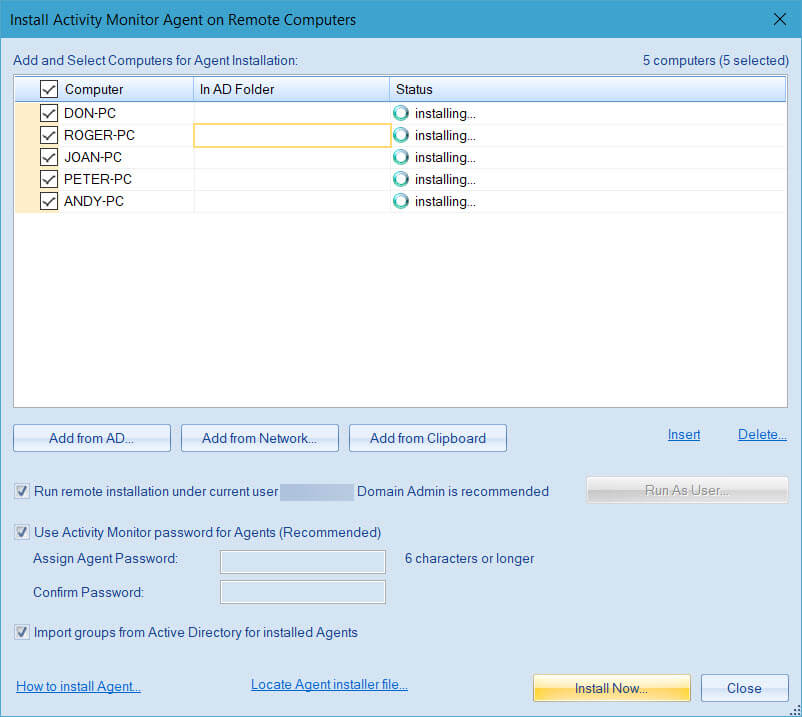 Install Activity Monitor Agent on Remote Computers
Add and Select Computers for Agent Installation: 5 computers (5 selected)
Computer In AD Folder Status
DON-PC installing...
ROGER-PC installing...
JOAN-PC installing...
PETER-PC installing...
ANDY-PC installing...
Add from AD... Add from Network... Add from Clipboard Insert Delete...
Run remote installation under current user Domain Admin is recommended Run As User...
Use Activity Monitor password for Agents (Recommended)
Assign Agent Password: 6 characters or longer
Confirm Password:
Import groups from Active Directory for installed Agents
How to install Agent... Locate Agent installer file... Install Now... Close